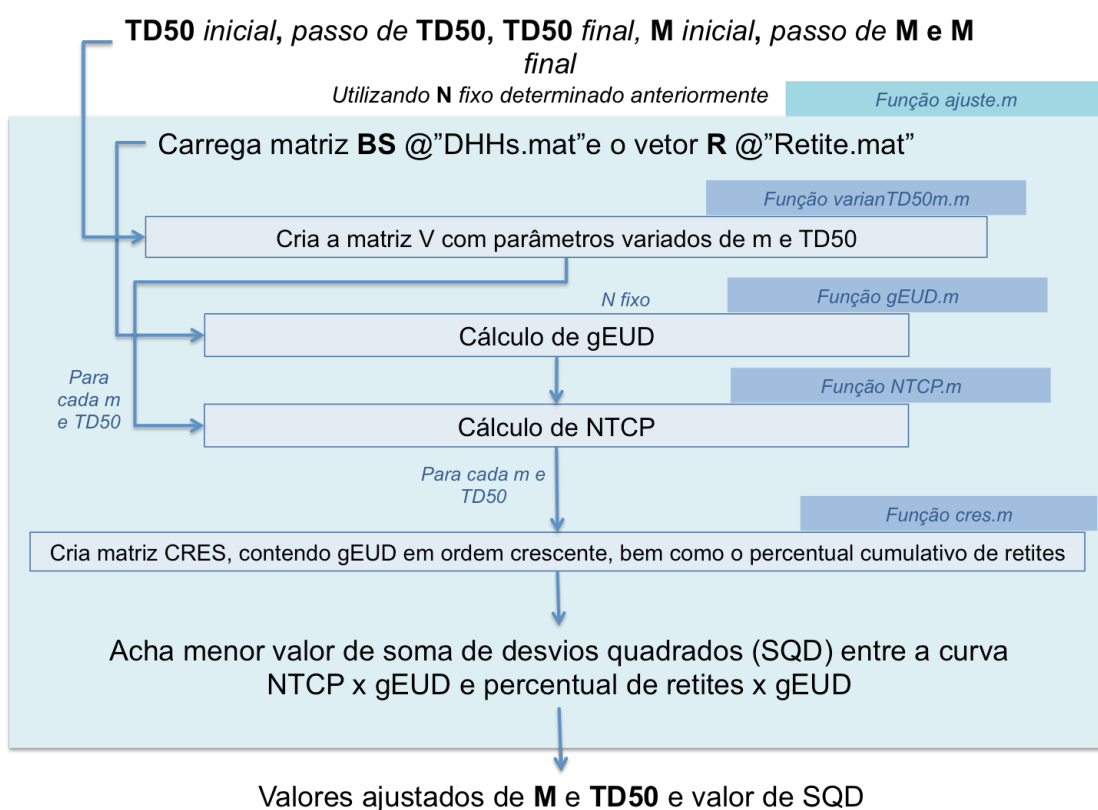 TD50 inicial, passo de TD50, TD50 final, M inicial, passo de M e M
final
Utilizando N fixo determinado anteriormente
Função ajuste.m
Carrega matriz BS @”DHHs.mat”e o vetor R @”Retite.mat”
Função varianTD50m.m
Cria a matriz V com parâmetros variados de m e TD50
N fixo
Função gEUD.m
Cálculo de gEUD
Para
cada m
e TD50
Função NTCP.m
Cálculo de NTCP
Para cada m e
TD50
Função cres.m
Cria matriz CRES, contendo gEUD em ordem crescente, bem como o percentual cumulativo de retites
Acha menor valor de soma de desvios quadrados (SQD) entre a curva
NTCP x gEUD e percentual de retites x gEUD
Valores ajustados de M e TD50 e valor de SQD